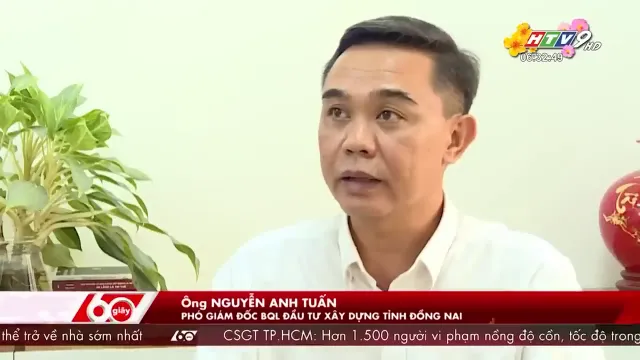 HTV9 HD
06:32:49
Ông NGUYỄN ANH TUẤN
PHÓ GIÁM ĐỐC BQL ĐẦU TƯ XÂY DỰNG TỈNH ĐỒNG NAI
60 giây
thể trở về nhà sớm nhất
CSGT TP.HCM: Hơn 1.500 người vi phạm nồng độ cồn, tốc độ trong